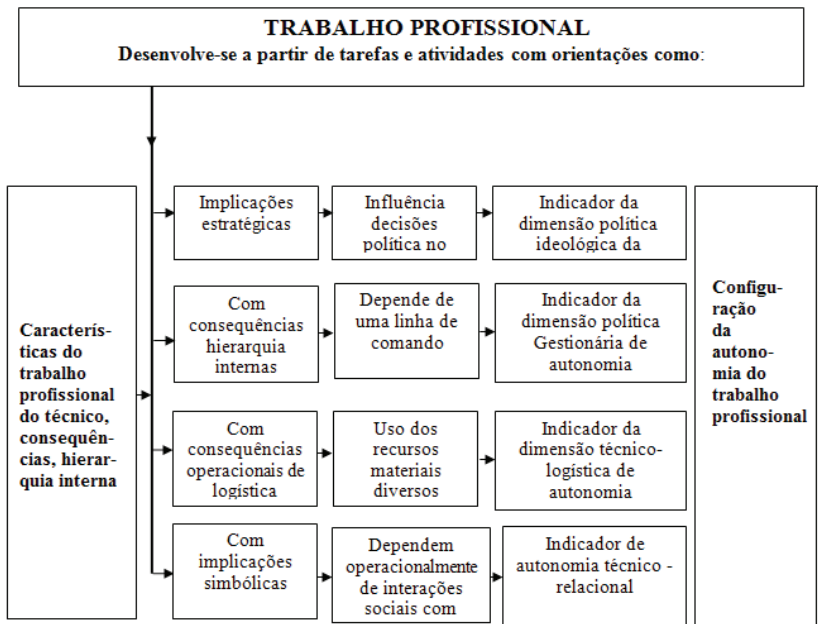 TRABALHO PROFISSIONAL
Desenvolve-se a partir de tarefas e atividades com orientações como:
Caracterís-
ticas do
trabalho
profissional
do técnico,
consequên-
cias, hierar-
quia interna
Implicações
estratégicas
Influência
decisões
política no
Indicador da
dimensão política
ideológica da
Com
consequências
hierarquia
internas
Depende de
uma linha de
comando
Indicador da
dimensão política
Gestionária de
autonomia
Com
consequências
operacionais de
logística
Uso dos
recursos
materiais
diversos
Indicador da
dimensão técnico-
logística de
autonomia
Com
implicações
simbólicas
Dependem
operacionalmente
de interações
sociais com
Indicador de
autonomia técnico -
relacional
Configu-
ração
da
autono-
mia do
trabalho
profissional